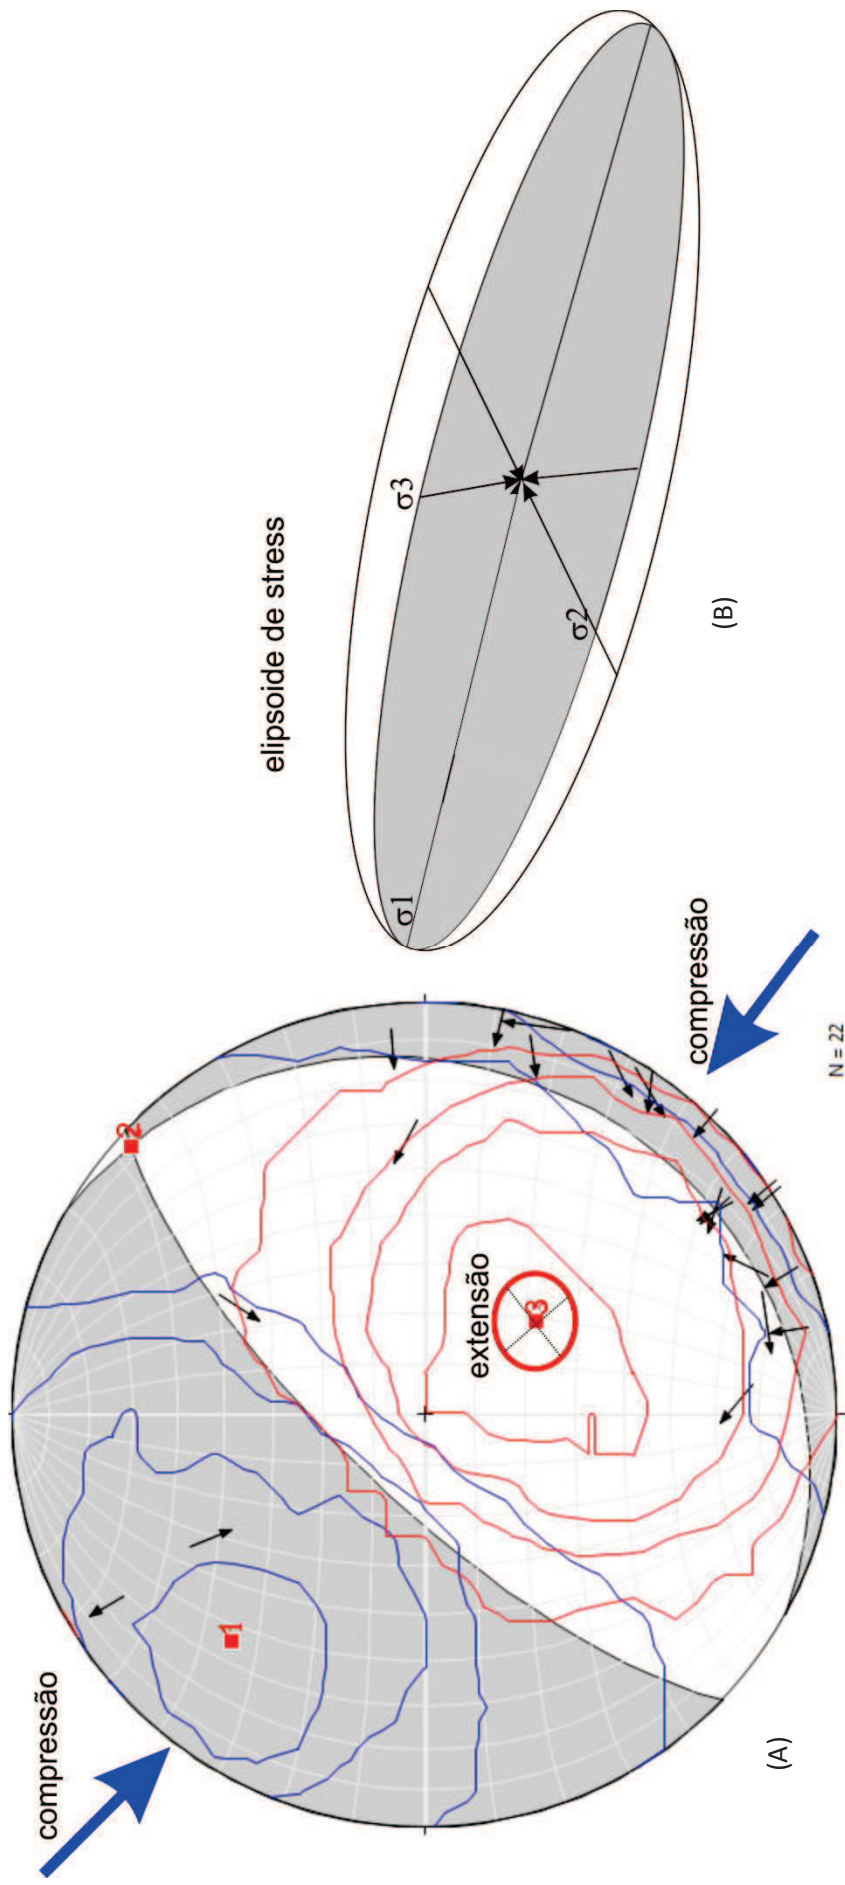 compressão
1
2
extensão
3
compressão
N = 22
(A)
elipsoide de stress
σ1
σ3
σ2
(B)